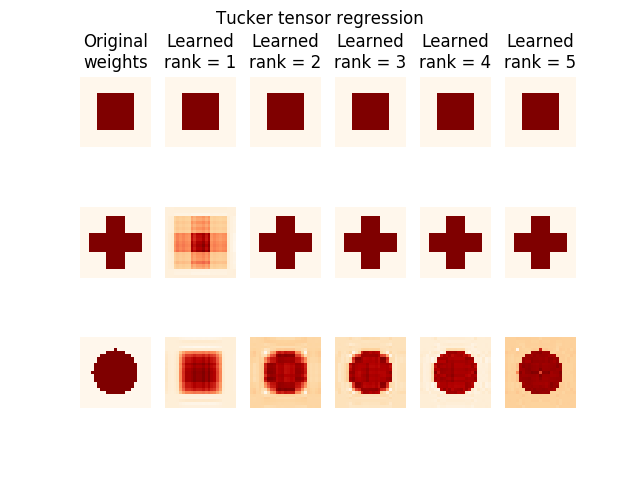 Tucker tensor regression
Original weights
Learned rank = 1
Learned rank = 2
Learned rank = 3
Learned rank = 4
Learned rank = 5